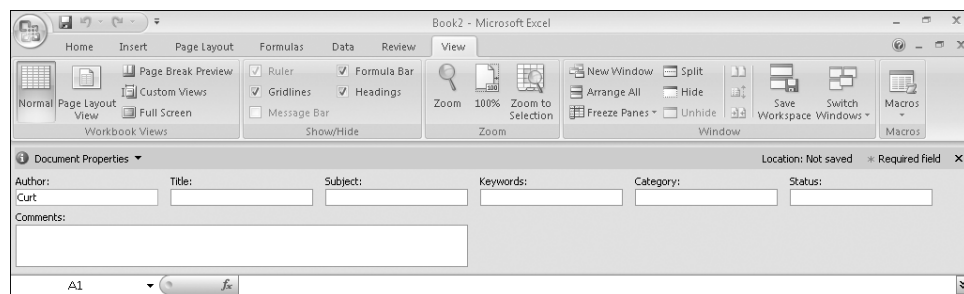 Book2 - Microsoft Excel
Home Insert Page Layout Formulas Data Review View
Normal
Page Layout View
Page Break Preview
Custom Views
Full Screen
Workbook Views
Ruler
Gridlines
Message Bar
Formula Bar
Headings
Show/Hide
Zoom
100%
Zoom to Selection
Zoom
New Window
Arrange All
Freeze Panes
Split
Hide
Unhide
Save Workspace
Switch Windows
Window
Macros
Macros
Document Properties Location: Not saved * Required field
Author: Title: Subject: Keywords: Category: Status:
Curt
Comments:
A1 fx